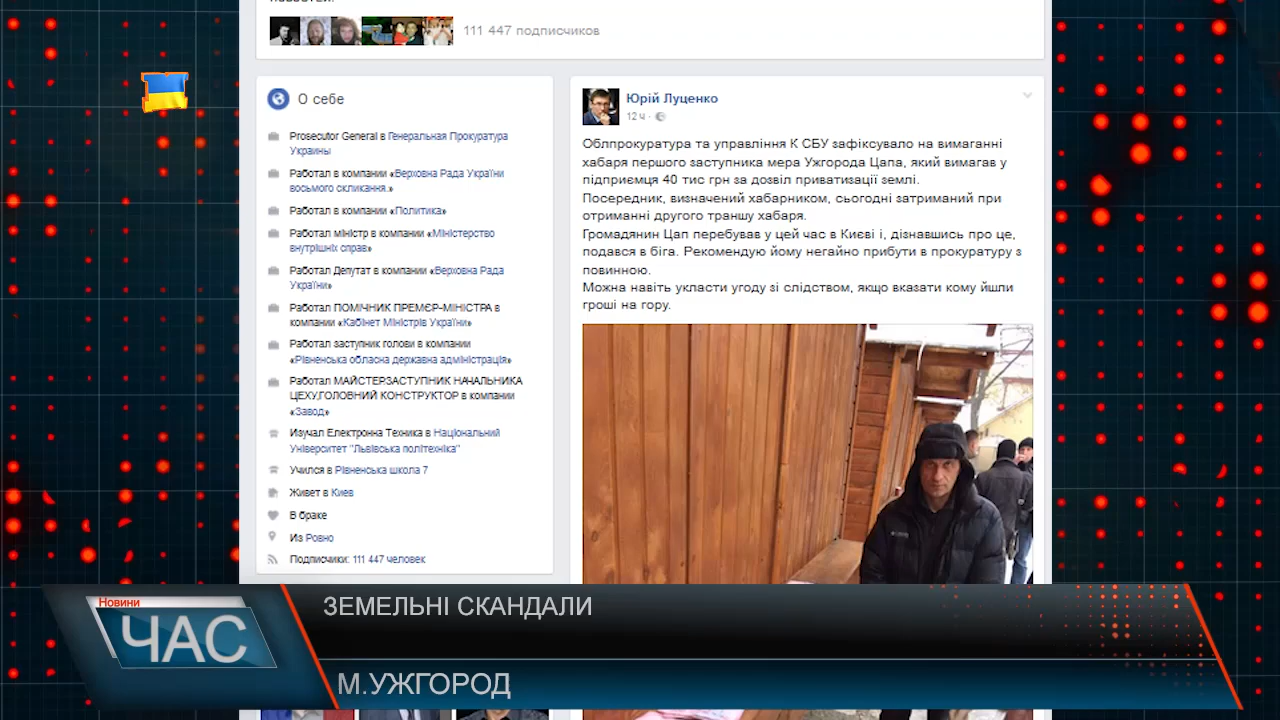 111 447 подписчиков
О себе
Prosecutor General в Генеральная Прокуратура
Украины
Работал в компании «Верховна Рада України
восьмого скликання.»
Работал в компании «Политика»
Работал міністр в компании «Міністерство
внутрішніх справ»
Работал Депутат в компании «Верховна Рада
України»
Работал ПОМІЧНИК ПРЕМЄР-МІНІСТРА в
компании «Кабінет Міністрів України»
Работал заступник голови в компании
«Рівненська обласна державна адміністрація»
Работал МАЙСТЕР,ЗАСТУПНИК НАЧАЛЬНИКА
ЦЕХУ,ГОЛОВНИЙ КОНСТРУКТОР в компании
«Завод»
Изучал Електронна Техника в Національний
Університет "Львівська політехніка"
Учился в Рівненська школа 7
Живет в Киев
В браке
Из Ровно
Подписчики: 111 447 человек
Юрій Луценко
12 ч ·
Облпрокуратура та управління К СБУ зафіксувало на вимаганні
хабаря першого заступника мера Ужгорода Цапа, який вимагав у
підприємця 40 тис грн за дозвіл приватизації землі.
Посередник, визначений хабарником, сьогодні затриманий при
отриманні другого траншу хабаря.
Громадянин Цап перебував у цей час в Києві і, дізнавшись про це,
подався в біга. Рекомендую йому негайно прибути в прокуратуру з
повинною.
Можна навіть укласти угоду зі слідством, якщо вказати кому йшли
гроші на гору.
Новини
ЧАС
ЗЕМЕЛЬНІ СКАНДАЛИ
М.УЖГОРОД